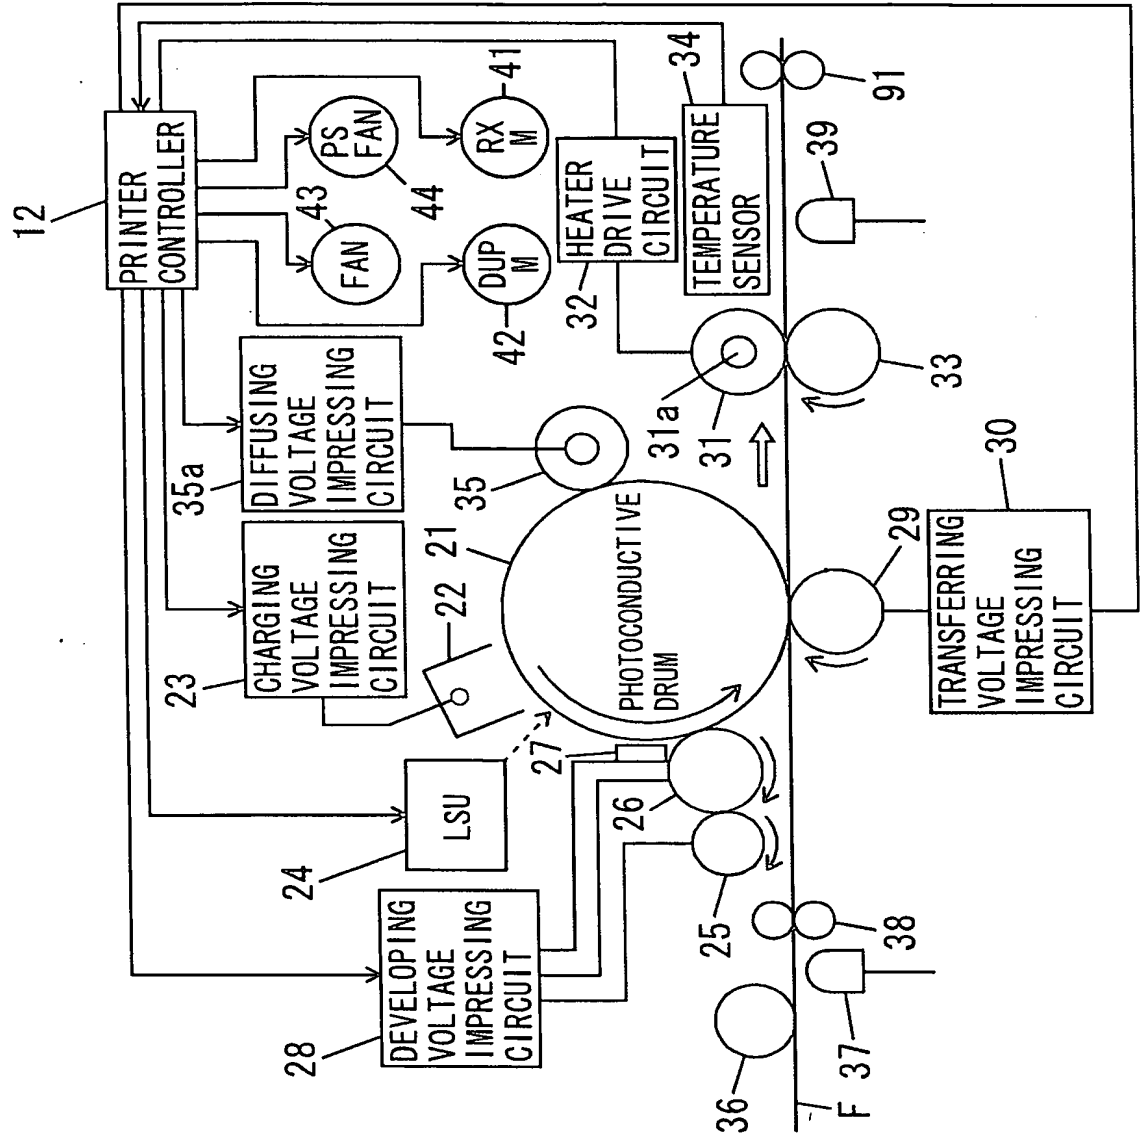 12
PRINTER
CONTROLLER
43
FAN
PS
FAN
44
41
RX
M
42
DUP
M
32
HEATER
DRIVE
CIRCUIT
34
TEMPERATURE
SENSOR
91
39
35a
DIFFUSING
VOLTAGE
IMPRESSING
CIRCUIT
35
31a
31
33
23
CHARGING
VOLTAGE
IMPRESSING
CIRCUIT
22
21
PHOTOCONDUCTIVE
DRUM
29
30
TRANSFERRING
VOLTAGE
IMPRESSING
CIRCUIT
24
LSU
27
26
25
28
DEVELOPING
VOLTAGE
IMPRESSING
CIRCUIT
38
37
36
F